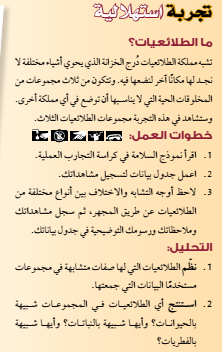 تجربة استهلالية
ما الطلائعيات؟
تشبه مملكة الطلائعيات دُرج الخزانة الذي يحوي أشياء مختلفة لا
نجد لها مكانًا آخر لنضعها فيه. وتتكون من ثلاث مجموعات من
المخلوقات الحية التي لا يناسبها أن توضع في أي مملكة أخرى.
وستشاهد في هذه التجربة مجموعات الطلائعيات الثلاث.
خطوات العمل:
1. اقرأ نموذج السلامة في كراسة التجارب العملية.
2. اعمل جدول بيانات لتسجيل مشاهداتك.
3. لاحظ أوجه التشابه والاختلاف بين أنواع مختلفة من
الطلائعيات عن طريق المجهر، ثم سجل مشاهداتك
وملاحظاتك ورسومك التوضيحية في جدول بياناتك.
التحليل:
1. نظّم الطلائعيات التي لها صفات متشابهة في مجموعات
مستخدمًا البيانات التي جمعتها.
2. استنتج أي الطلائعيات في المجموعات شبيهة
بالحيوانات؟ وأيها شبيهة بالنباتات؟ وأيها شبيهة
بالفطريات؟